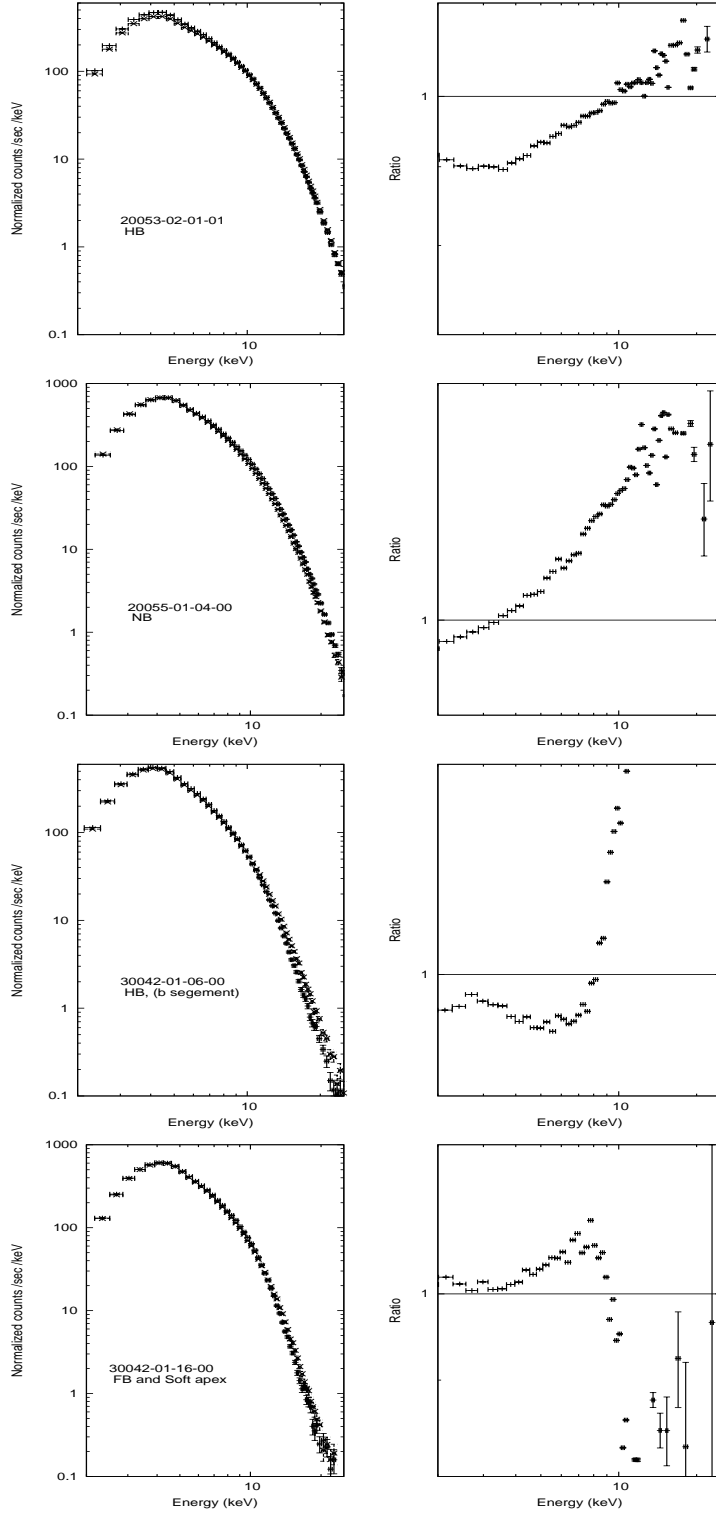 Normalized counts /sec /keV
100
10
1
0.1
20053-02-01-01
HB
10
Energy (keV)
Ratio
1
10
Energy (keV)
Normalized counts /sec /keV
1000
100
10
1
0.1
20055-01-04-00
NB
10
Energy (keV)
Ratio
1
10
Energy (keV)
Normalized counts /sec /keV
100
10
1
0.1
30042-01-06-00
HB, (b segement)
10
Energy (keV)
Ratio
1
10
Energy (keV)
Normalized counts /sec /keV
1000
100
10
1
0.1
30042-01-16-00
FB and Soft apex
10
Energy (keV)
Ratio
1
10
Energy (keV)